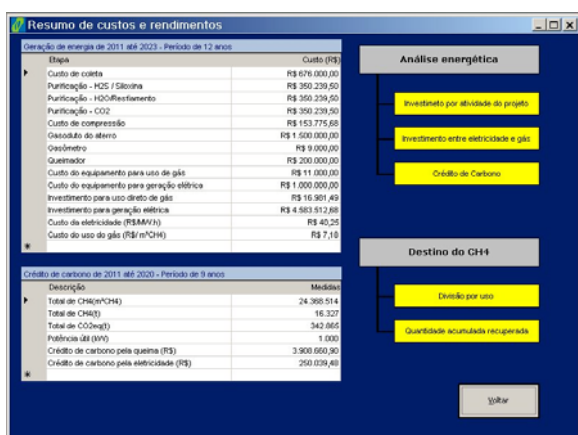 Resumo de custos e rendimentos
Geração de energia de 2011 até 2023 - Período de 12 anos
Etapa Custo (R$)
Custo de coleta R$ 676.000,00
Purificação - H2S / Siloxina R$ 350.239,50
Purificação - H2O/Resfiamento R$ 350.239,50
Purificação - CO2 R$ 350.239,50
Custo de compressão R$ 153.775,68
Gasoduto do aterro R$ 1.500.000,00
Gasômetro R$ 9.000,00
Queimador R$ 200.000,00
Custo do equipamento para uso de gás R$ 11.000,00
Custo do equipamento para geração elétrica R$ 1.000.000,00
Investimento para uso direto de gás R$ 16.981,49
Investimento para geração elétrica R$ 4.583.512,68
Custo da eletricidade (R$/MW.h) R$ 40,25
Custo do uso do gás (R$/ m³CH4) R$ 7,18
Crédito de carbono de 2011 até 2020 - Período de 9 anos
Descrição Medidas
Total de CH4(m³CH4) 24.368.514
Total de CH4(t) 16.327
Total de CO2eq(t) 342.865
Potência útil (kW) 1.000
Crédito de carbono pela queima (R$) 3.908.660,90
Crédito de carbono pela eletricidade (R$) 250.039,48
Análise energética
Investimeto por atividade do projeto
Investimento entre eletricidade e gás
Crédito de Carbono
Destino do CH4
Divisão por uso
Quantidade acumulada recuperada
Voltar